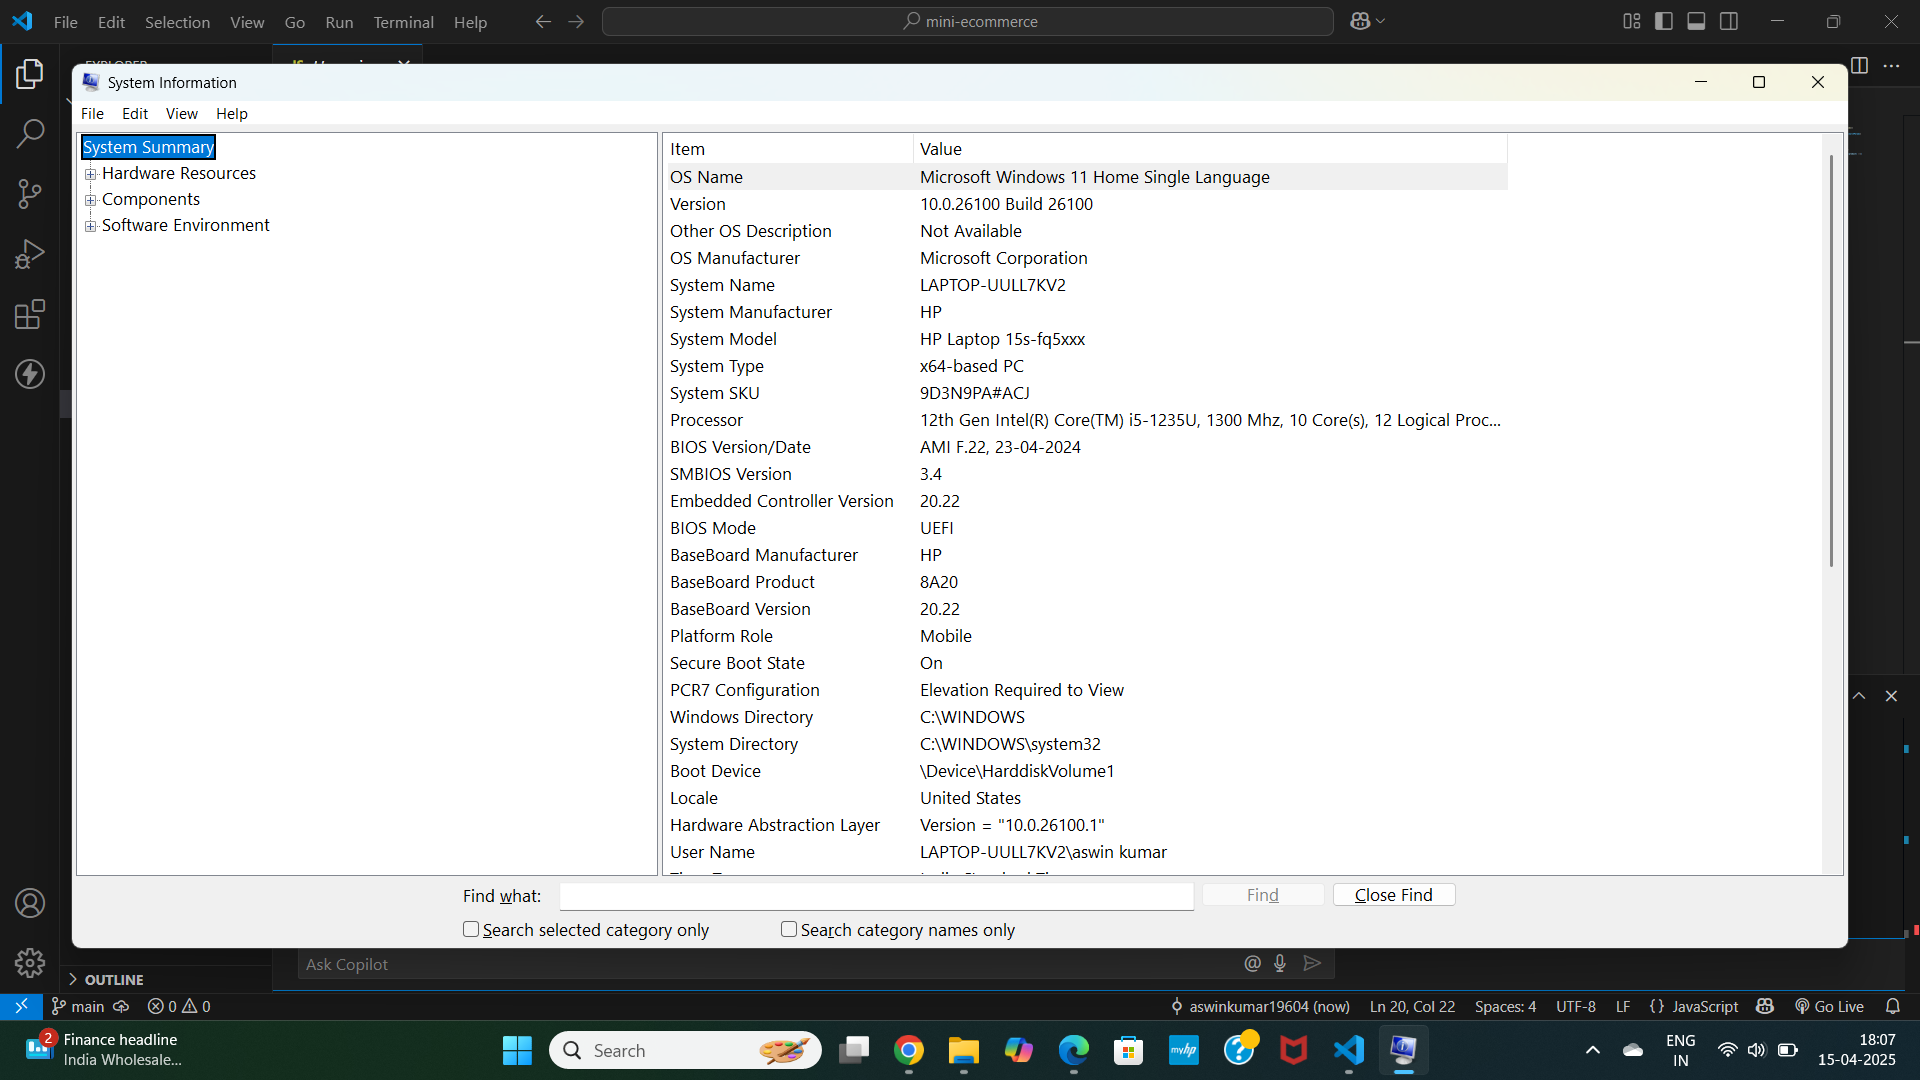 File Edit Selection View Go Run Terminal Help
mini-ecommerce
System Information
File Edit View Help
System Summary
Hardware Resources
Components
Software Environment
Item Value
OS Name Microsoft Windows 11 Home Single Language
Version 10.0.26100 Build 26100
Other OS Description Not Available
OS Manufacturer Microsoft Corporation
System Name LAPTOP-UULL7KV2
System Manufacturer HP
System Model HP Laptop 15s-fq5xxx
System Type x64-based PC
System SKU 9D3N9PA#ACJ
Processor 12th Gen Intel(R) Core(TM) i5-1235U, 1300 Mhz, 10 Core(s), 12 Logical Proc...
BIOS Version/Date AMI F.22, 23-04-2024
SMBIOS Version 3.4
Embedded Controller Version 20.22
BIOS Mode UEFI
BaseBoard Manufacturer HP
BaseBoard Product 8A20
BaseBoard Version 20.22
Platform Role Mobile
Secure Boot State On
PCR7 Configuration Elevation Required to View
Windows Directory C:\WINDOWS
System Directory C:\WINDOWS\system32
Boot Device \Device\HarddiskVolume1
Locale United States
Hardware Abstraction Layer Version = "10.0.26100.1"
User Name LAPTOP-UULL7KV2\aswin kumar
Find what: Find Close Find
Search selected category only Search category names only
Ask Copilot
OUTLINE
main 0 0 aswinkumar19604 (now) Ln 20, Col 22 Spaces: 4 UTF-8 LF {} JavaScript Go Live
2 Finance headline
India Wholesale...
Search
myhp
ENG
IN
18:07
15-04-2025